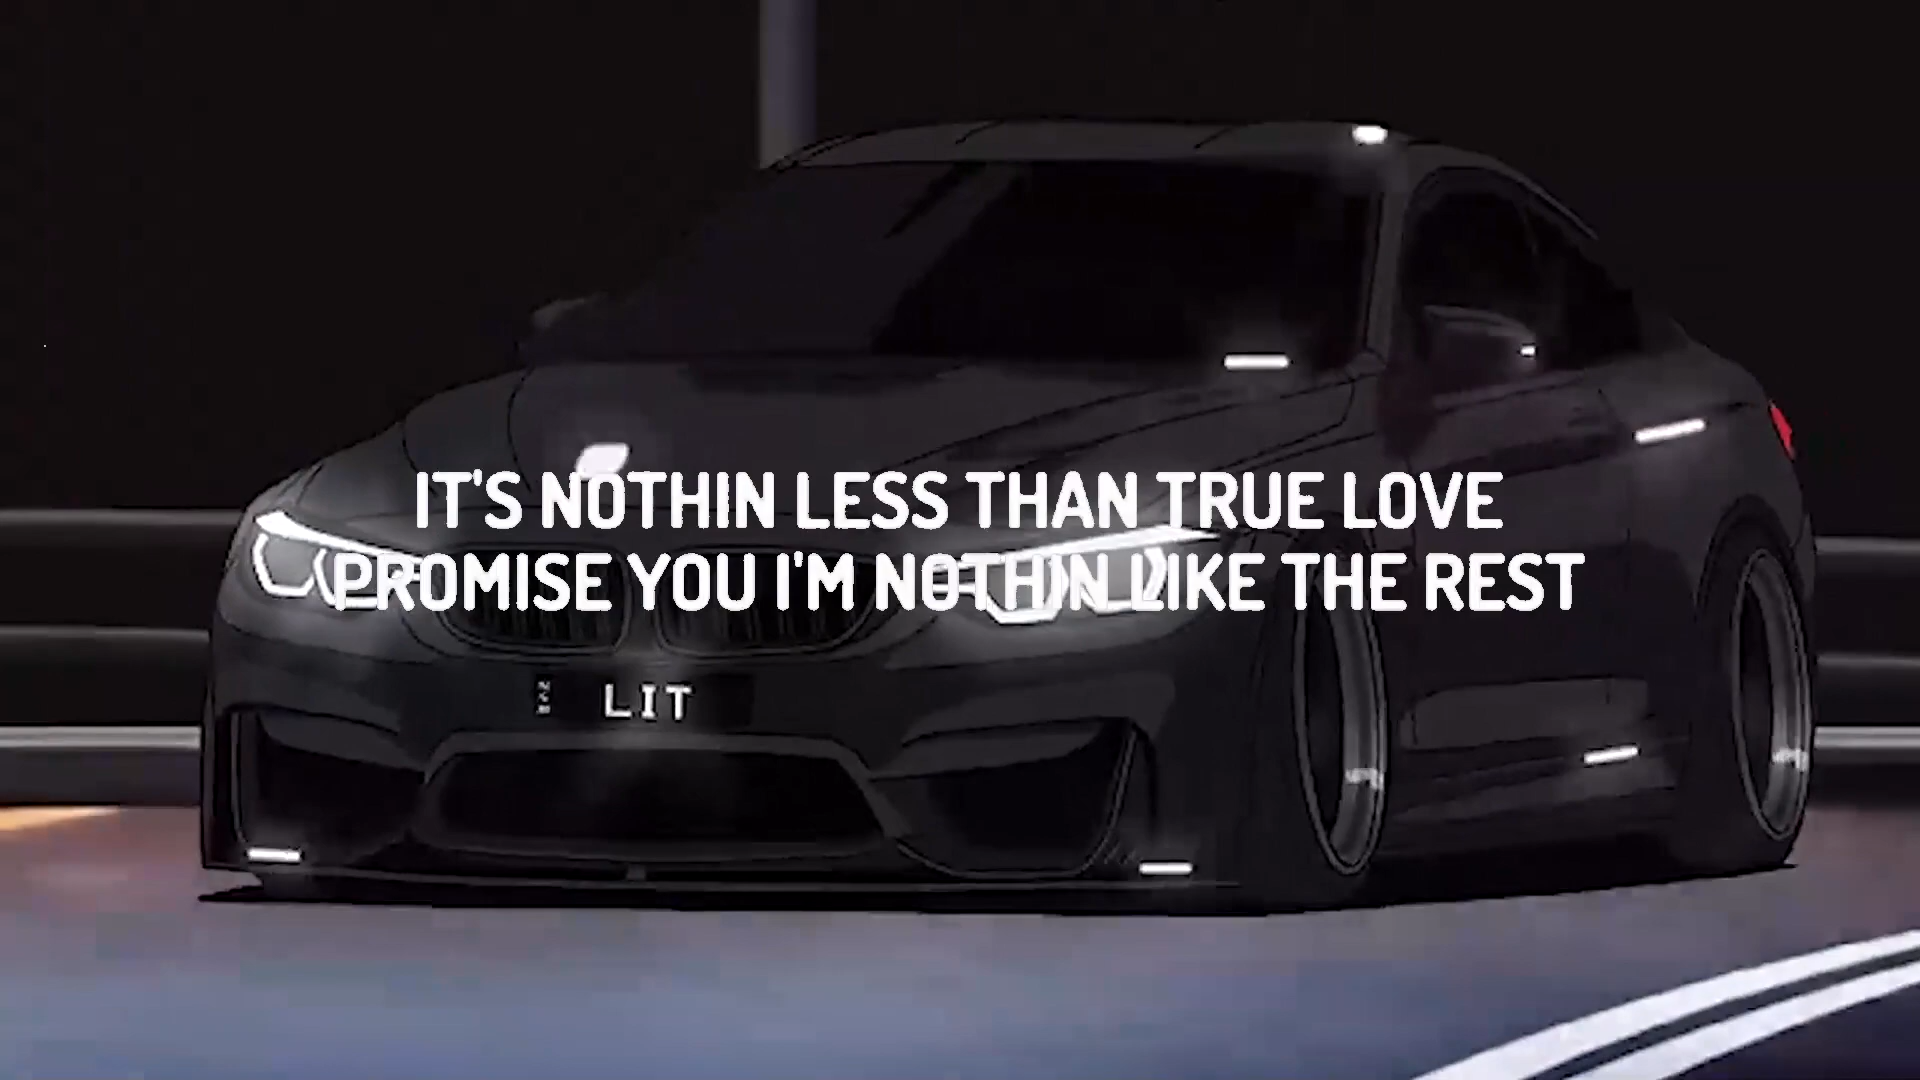 IT'S NOTHIN LESS THAN TRUE LOVE
PROMISE YOU I'M NOTHIN LIKE THE REST
LIT